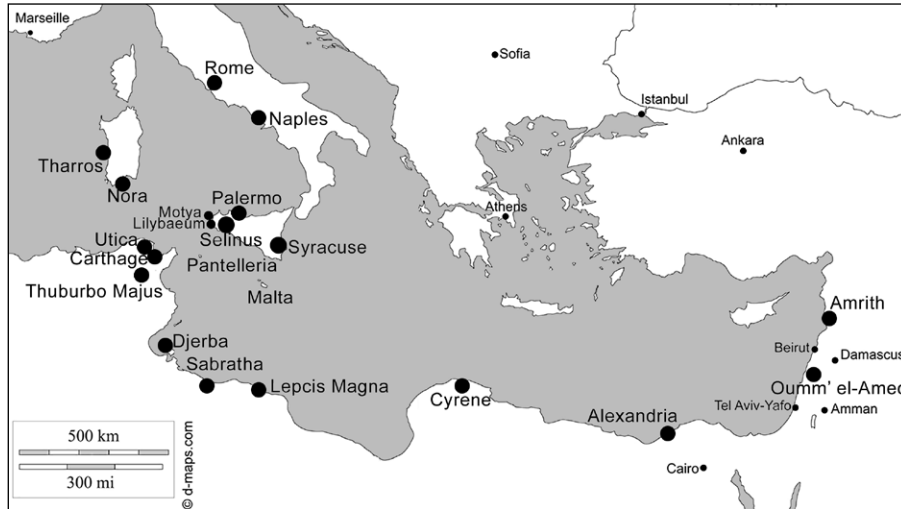 Marseille
Sofia
Rome
Istanbul
Naples
Ankara
Tharros
Nora
Palermo
Motya
Athens
Lilybaeum
Utica
Selinus
Syracuse
Carthage
Pantelleria
Thuburbo Majus
Malta
Amrith
Djerba
Beirut
Damascus
Sabratha
Lepcis Magna
Cyrene
Oumm' el-Amed
Alexandria
Tel Aviv-Yafo
Amman
500 km
300 mi
Cairo
© d-maps.com